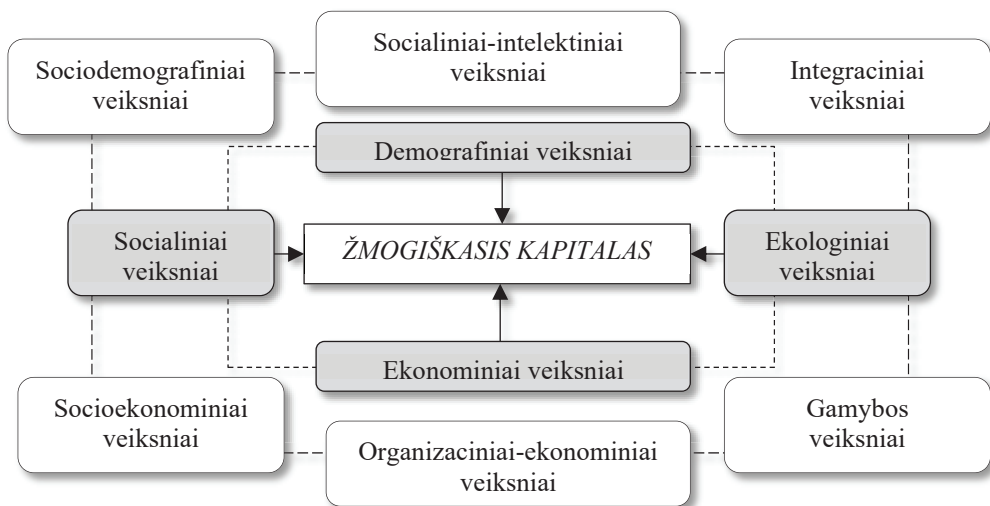 Socialiniai-intelektiniai
veiksniai
Sociodemografiniai
veiksniai
Integraciniai
veiksniai
Demografiniai veiksniai
Socialiniai
veiksniai
ŽMOGIŠKASIS KAPITALAS
Ekologiniai
veiksniai
Ekonominiai veiksniai
Socioekonominiai
veiksniai
Gamybos
veiksniai
Organizaciniai-ekonominiai
veiksniai